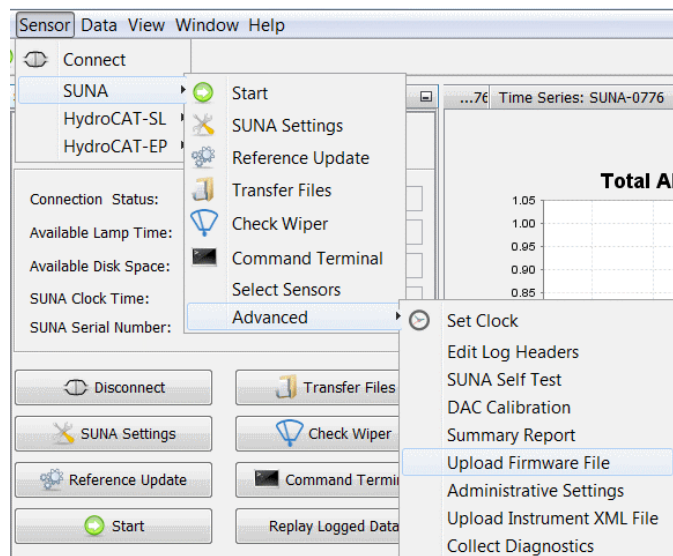 Sensor Data View Window Help
Connect
SUNA
HydroCAT-SL
HydroCAT-EP
Start
SUNA Settings
Reference Update
Transfer Files
Check Wiper
Command Terminal
Select Sensors
Advanced
Set Clock
Edit Log Headers
SUNA Self Test
DAC Calibration
Summary Report
Upload Firmware File
Administrative Settings
Upload Instrument XML File
Collect Diagnostics
...76 Time Series: SUNA-0776
Total A
1.05
1.00
0.95
0.90
0.85
Connection Status:
Available Lamp Time:
Available Disk Space:
SUNA Clock Time:
SUNA Serial Number:
Disconnect Transfer Files
SUNA Settings Check Wiper
Reference Update Command Termi
Start Replay Logged Data